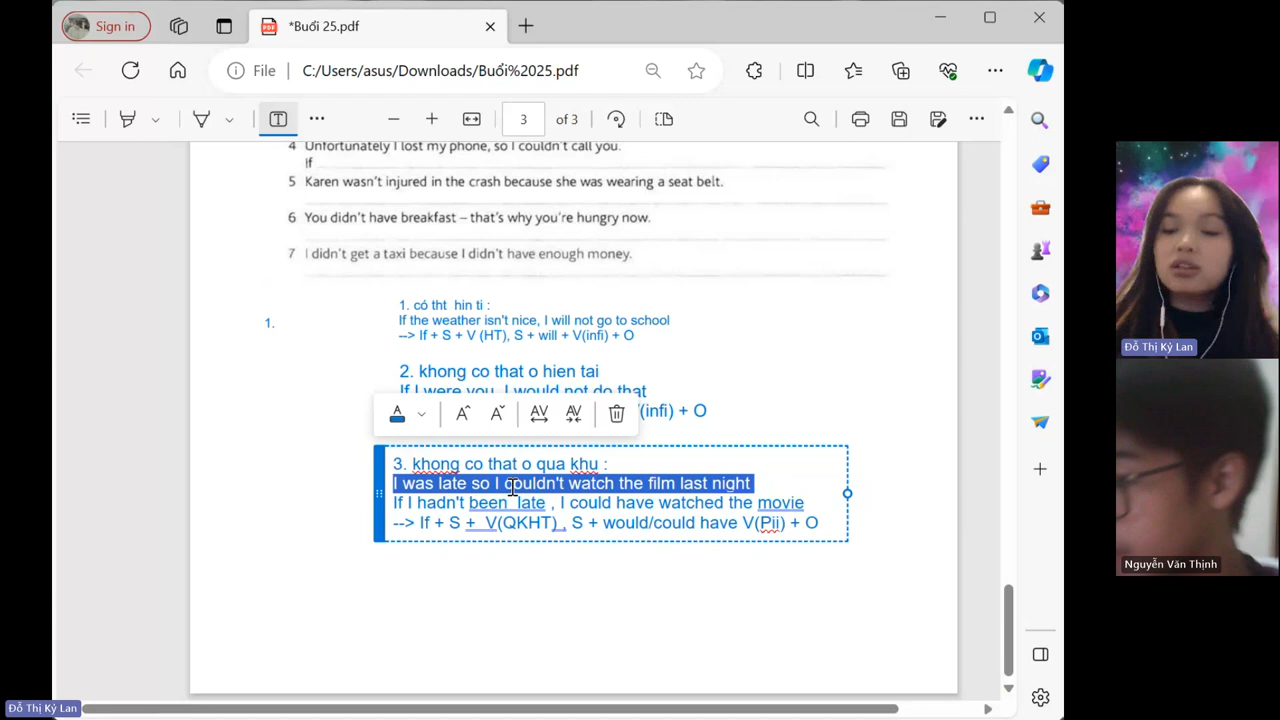 Sign in
*Buổi 25.pdf
File
C:/Users/asus/Downloads/Buổi%2025.pdf
3 of 3
4 Unfortunately I lost my phone, so I couldn't call you.
If
5 Karen wasn't injured in the crash because she was wearing a seat belt.
6 You didn't have breakfast – that's why you're hungry now.
7 I didn't get a taxi because I didn't have enough money.
1.
1. có tht hin ti :
If the weather isn't nice, I will not go to school
--> If + S + V (HT), S + will + V(infi) + O
2. khong co that o hien tai
If I were you, I would not do that
(infi) + O
3. khong co that o qua khu :
I was late so I couldn't watch the film last night
If I hadn't been late , I could have watched the movie
--> If + S + V(QKHT) , S + would/could have V(Pii) + O
Đỗ Thị Kỳ Lan
Nguyễn Văn Thịnh
Đỗ Thị Kỳ Lan